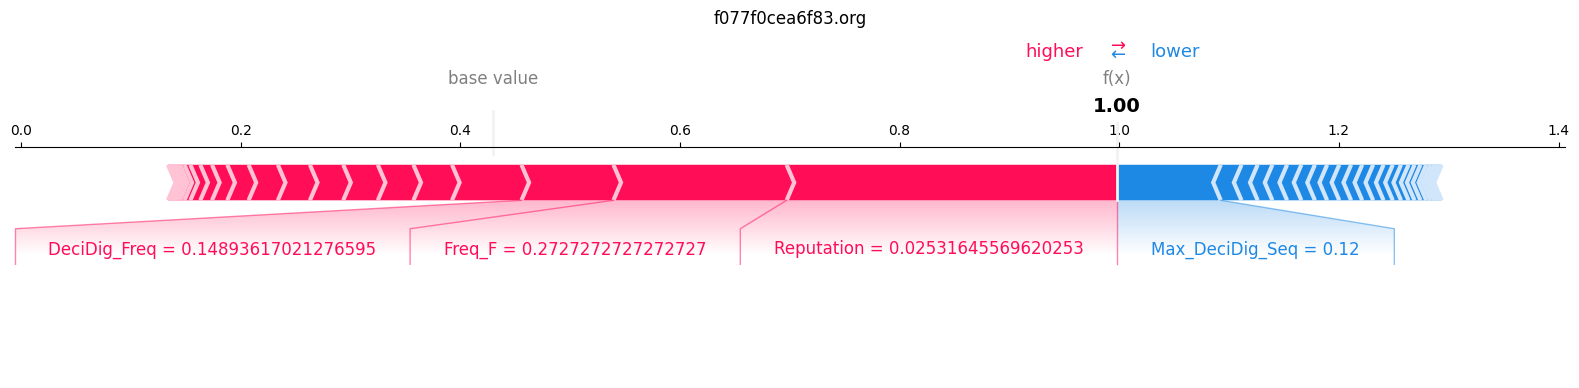 f077f0cea6f83.org
higher ⇄ lower
base value f(x)
1.00
0.0 0.2 0.4 0.6 0.8 1.0 1.2 1.4
DeciDig_Freq = 0.14893617021276595 Freq_F = 0.2727272727272727 Reputation = 0.02531645569620253 Max_DeciDig_Seq = 0.12